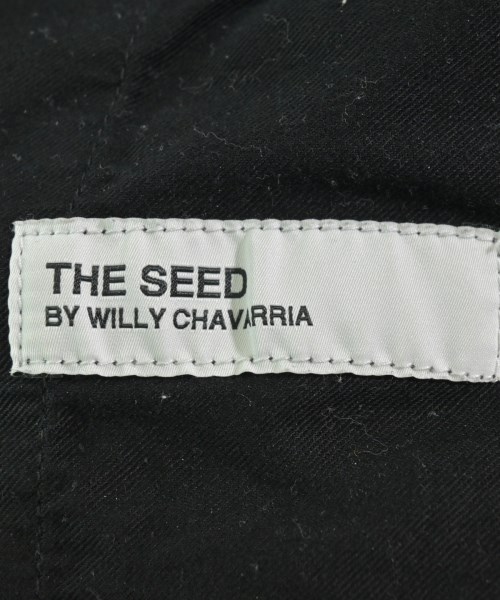 THE SEED
BY WILLY CHAVARRIA